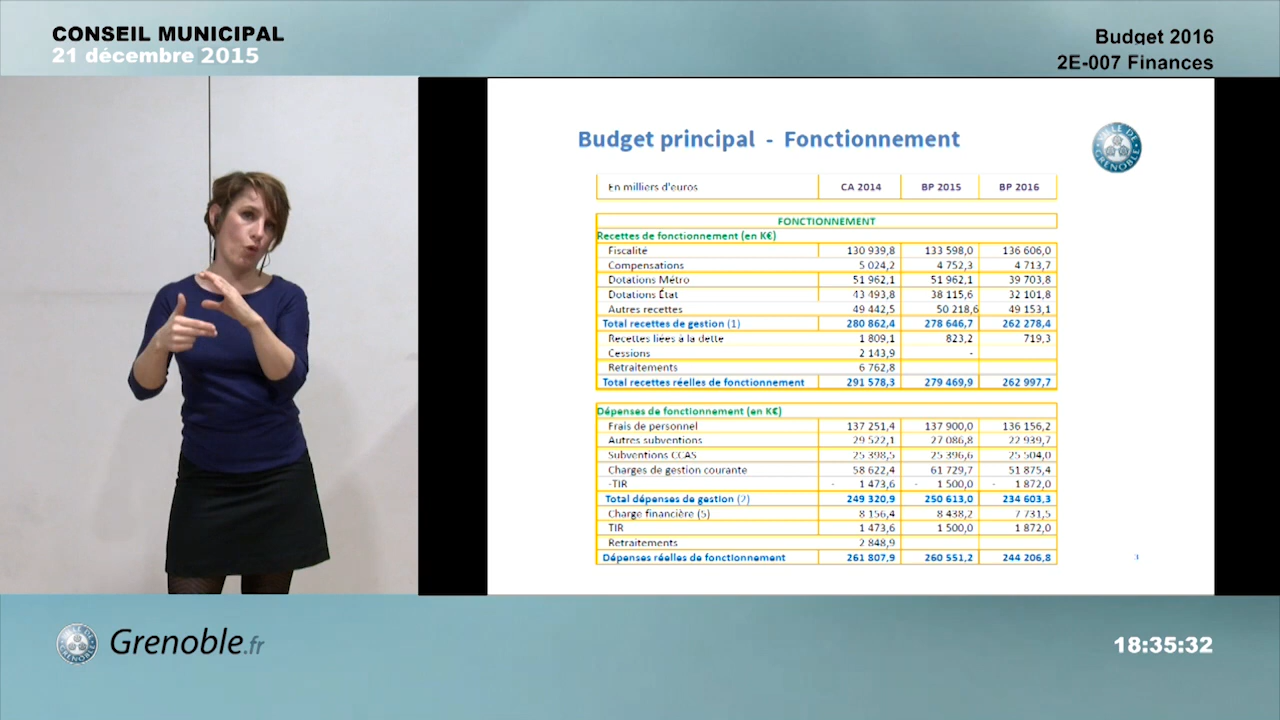 CONSEIL MUNICIPAL
21 décembre 2015
Budget 2016
2E-007 Finances
Budget principal - Fonctionnement
VILLE DE GRENOBLE
En milliers d'euros CA 2014 BP 2015 BP 2016
FONCTIONNEMENT
Recettes de fonctionnement (en K€)
Fiscalité 130 939,8 133 598,0 136 606,0
Compensations 5 024,2 4 752,3 4 713,7
Dotations Métro 51 962,1 51 962,1 39 703,8
Dotations État 43 493,8 38 115,6 32 101,8
Autres recettes 49 442,5 50 218,6 49 153,1
Total recettes de gestion (1) 280 862,4 278 646,7 262 278,4
Recettes liées à la dette 1 809,1 823,2 719,3
Cessions 2 143,9 -
Retraitements 6 762,8
Total recettes réelles de fonctionnement 291 578,3 279 469,9 262 997,7
Dépenses de fonctionnement (en K€)
Frais de personnel 137 251,4 137 900,0 136 156,2
Autres subventions 29 522,1 27 086,8 22 939,7
Subventions CCAS 25 398,5 25 396,6 25 504,0
Charges de gestion courante 58 622,4 61 729,7 51 875,4
-TIR - 1 473,6 - 1 500,0 - 1 872,0
Total dépenses de gestion (2) 249 320,9 250 613,0 234 603,3
Charge financière (5) 8 156,4 8 438,2 7 731,5
TIR 1 473,6 1 500,0 1 872,0
Retraitements 2 848,9
Dépenses réelles de fonctionnement 261 807,9 260 551,2 244 206,8
3
VILLE DE GRENOBLE
Grenoble.fr
18:35:32